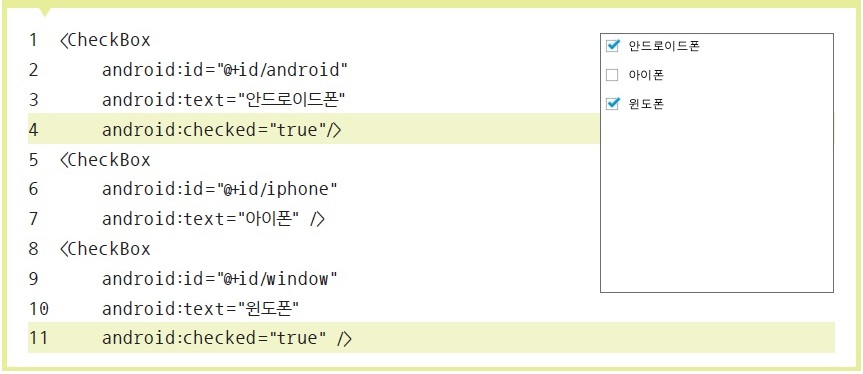 1 <CheckBox
2 android:id="@+id/android"
3 android:text="안드로이드폰"
4 android:checked="true"/>
5 <CheckBox
6 android:id="@+id/iphone"
7 android:text="아이폰" />
8 <CheckBox
9 android:id="@+id/window"
10 android:text="윈도폰"
11 android:checked="true" />
안드로이드폰
아이폰
윈도폰